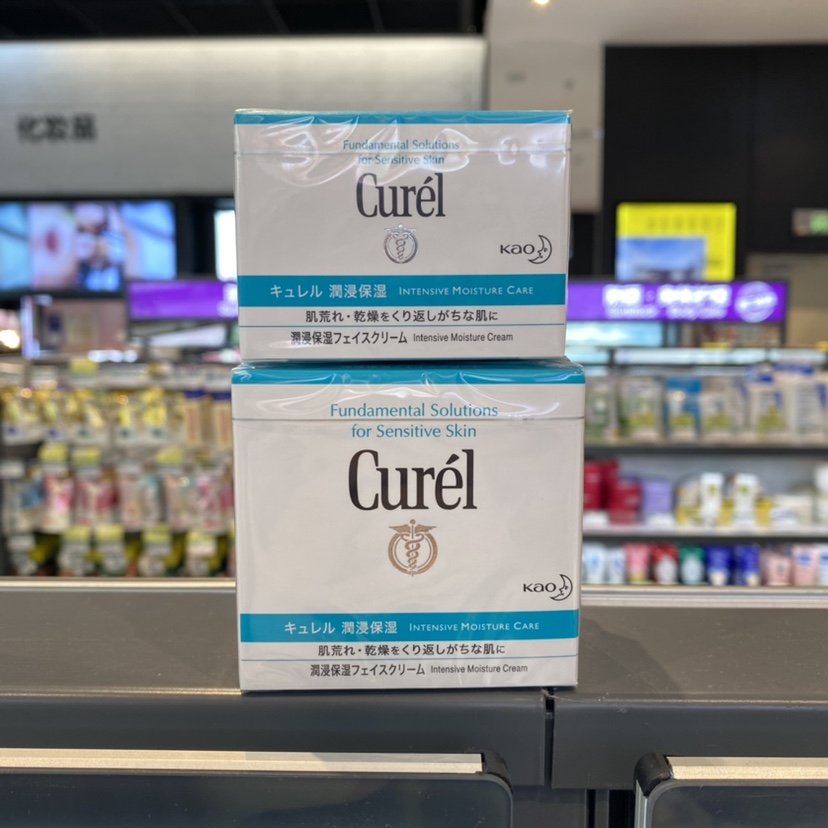 化妝品
Fundamental Solutions
for Sensitive Skin
Curél
Kao
キュレル 潤浸保湿 INTENSIVE MOISTURE CARE
肌荒れ・乾燥をくり返しがちな肌に
潤浸保湿フェイスクリーム Intensive Moisture Cream
Fundamental Solutions
for Sensitive Skin
Curél
Kao
キュレル 潤浸保湿 INTENSIVE MOISTURE CARE
肌荒れ・乾燥をくり返しがちな肌に
潤浸保湿フェイスクリーム Intensive Moisture Cream